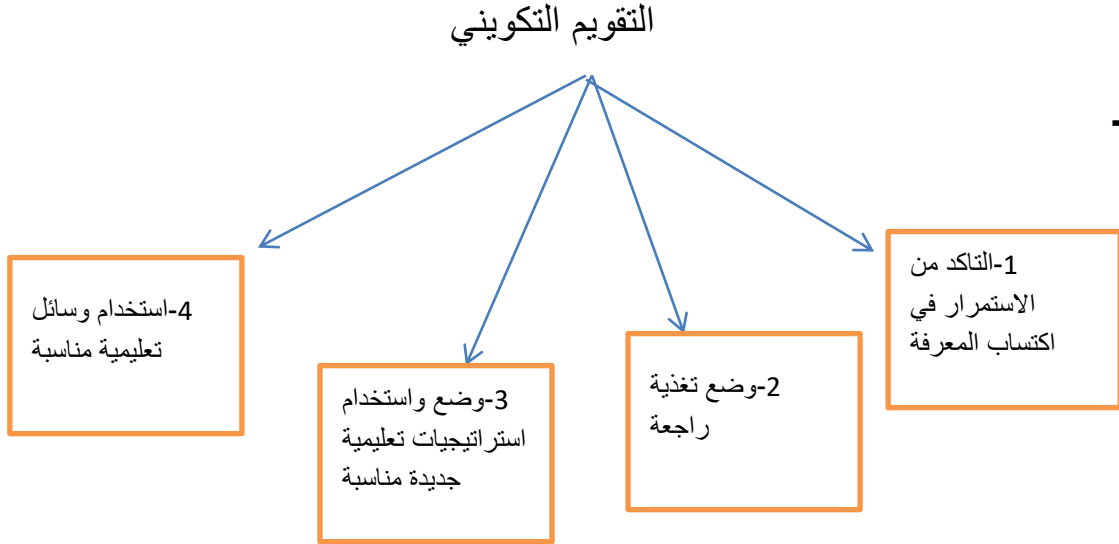 التقويم التكويني
1-التاكد من
الاستمرار في
اكتساب المعرفة
2-وضع تغذية
راجعة
3-وضع واستخدام
استراتيجيات تعليمية
جديدة مناسبة
4-استخدام وسائل
تعليمية مناسبة